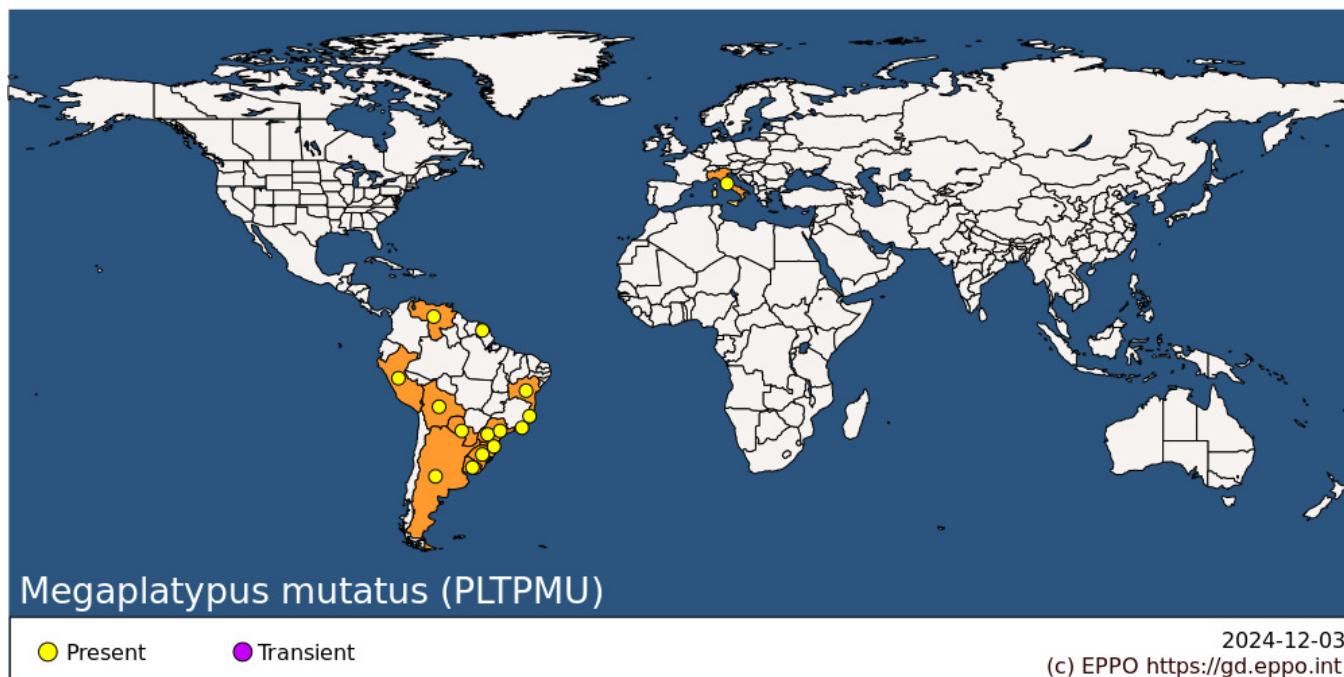 Megaplatypus mutatus (PLTPMU)
Present
Transient
2024-12-03
(c) EPPO https://gd.eppo.int